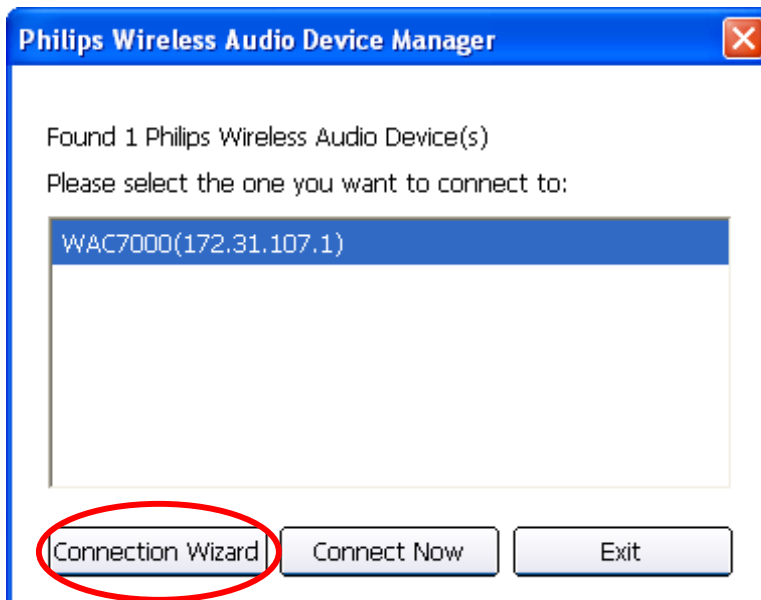 Philips Wireless Audio Device Manager
Found 1 Philips Wireless Audio Device(s)
Please select the one you want to connect to:
WAC7000(172.31.107.1)
Connection Wizard Connect Now Exit